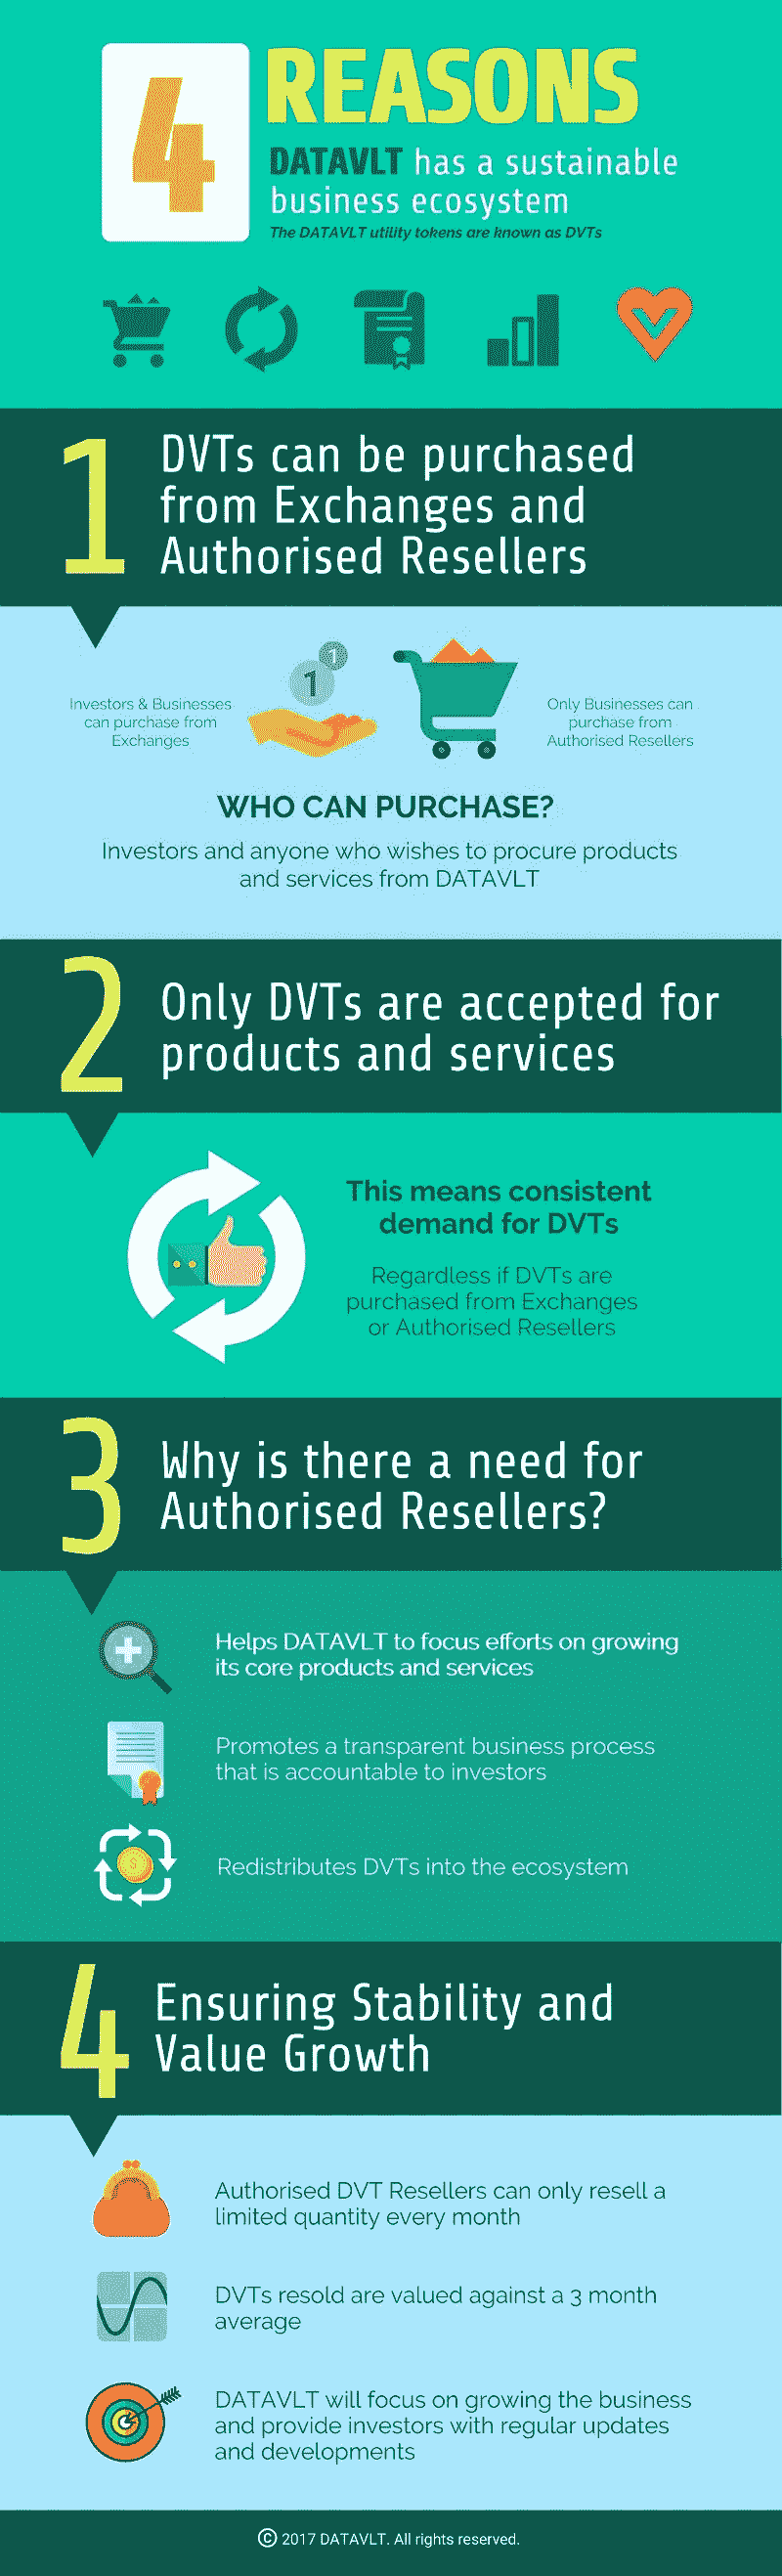 4
REASONS
DATAVLT has a sustainable
business ecosystem
The DATAVLT utility tokens are known as DVTs
1
DVTs can be purchased
from Exchanges and
Authorised Resellers
Investors & Businesses
can purchase from
Exchanges
1
1
Only Businesses can
purchase from
Authorised Resellers
WHO CAN PURCHASE?
Investors and anyone who wishes to procure products
and services from DATAVLT
2
Only DVTs are accepted for
products and services
This means consistent
demand for DVTs
Regardless if DVTs are
purchased from Exchanges
or Authorised Resellers
3
Why is there a need for
Authorised Resellers?
Helps DATAVLT to focus efforts on growing
its core products and services
Promotes a transparent business process
that is accountable to investors
$
Redistributes DVTs into the ecosystem
4
Ensuring Stability and
Value Growth
Authorised DVT Resellers can only resell a
limited quantity every month
DVTs resold are valued against a 3 month
average
DATAVLT will focus on growing the business
and provide investors with regular updates
and developments
© 2017 DATAVLT. All rights reserved.